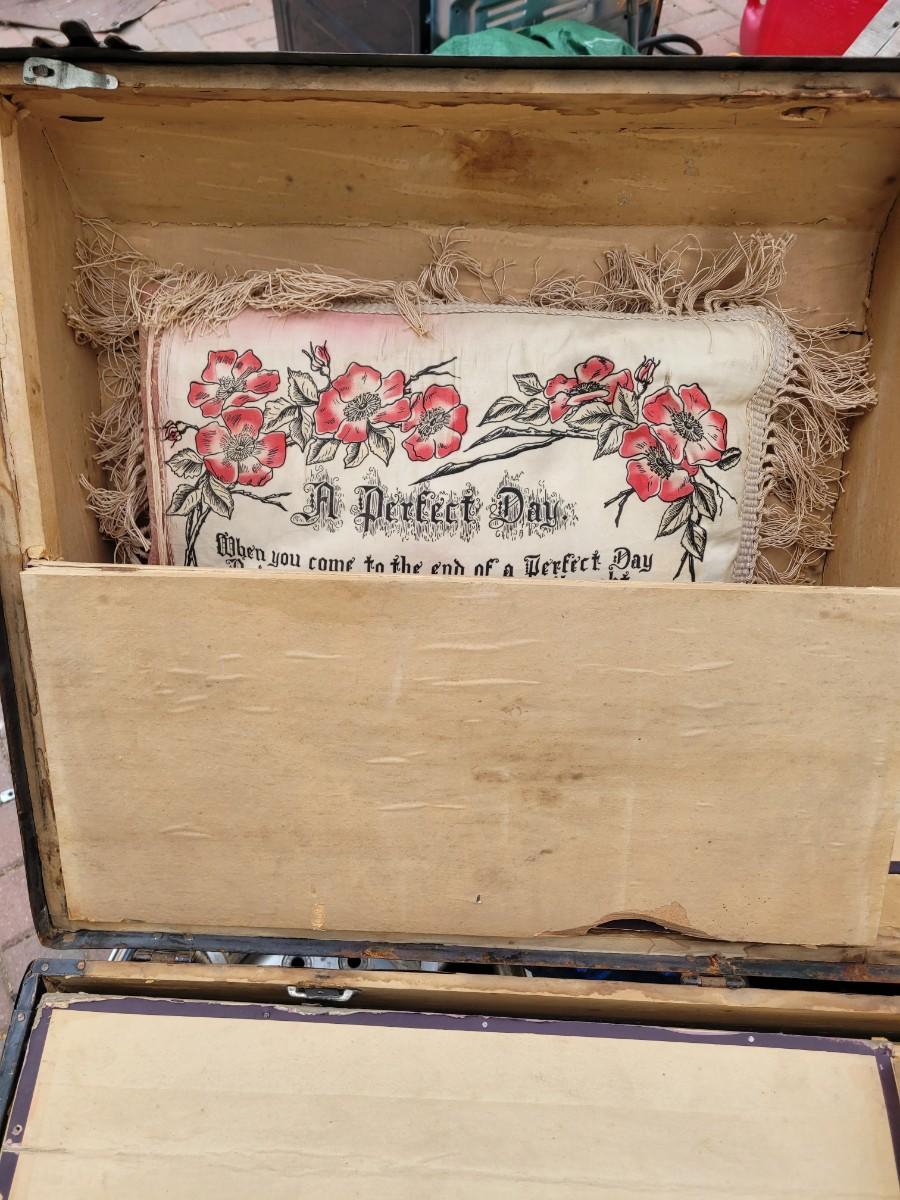 A Perfect Day
When you come to the end of a Perfect Day